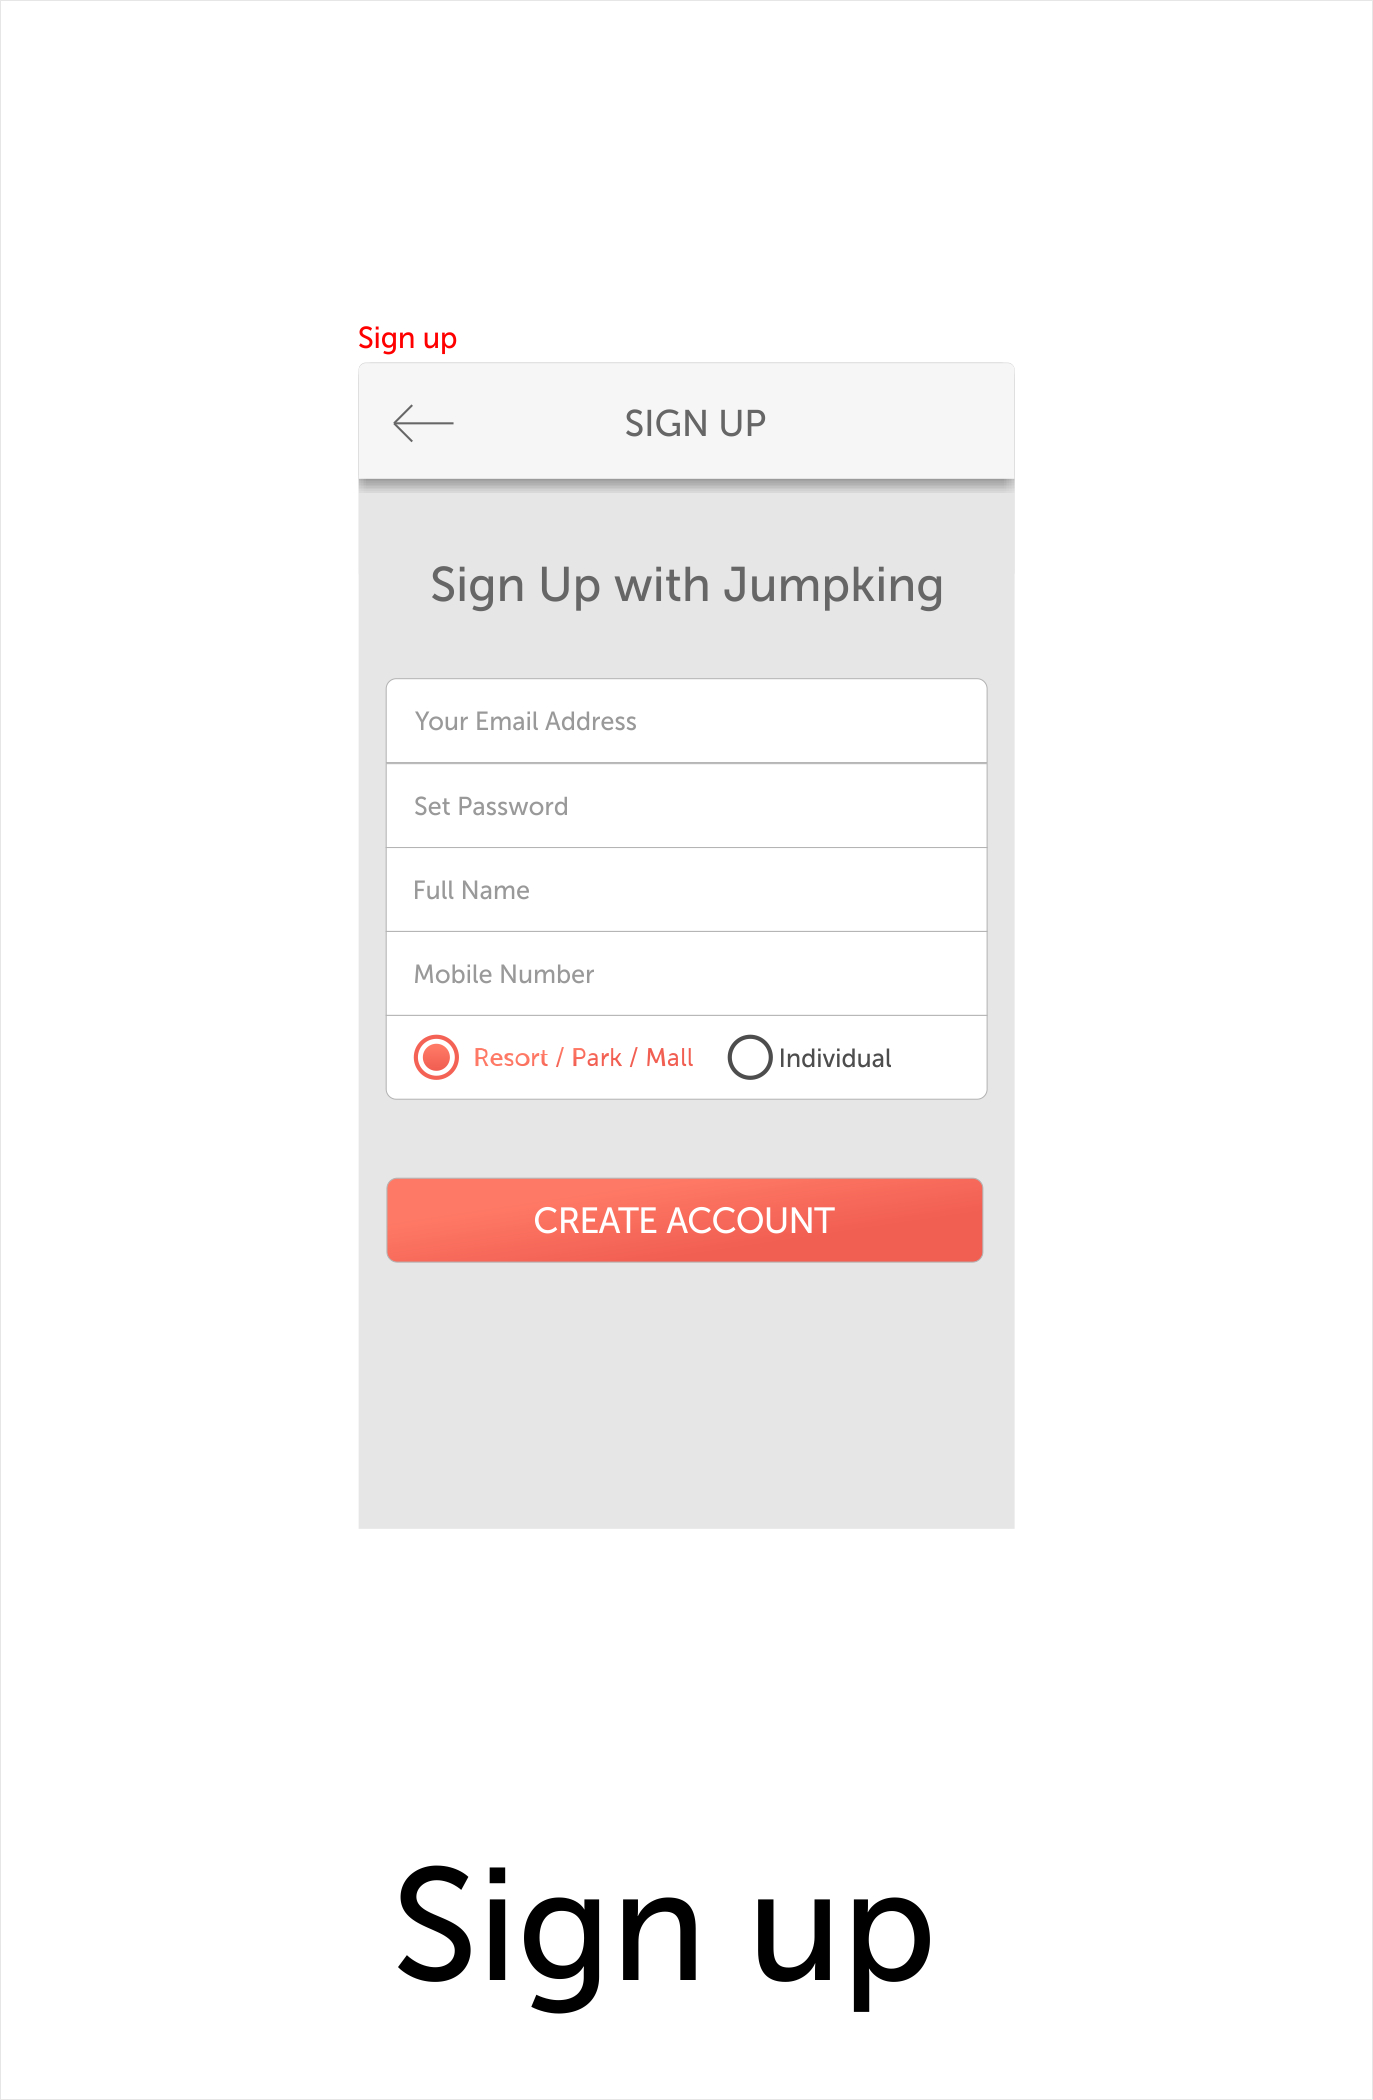 Sign up
SIGN UP
Sign Up with Jumpking
Your Email Address
Set Password
Full Name
Mobile Number
Resort / Park / Mall Individual
CREATE ACCOUNT
Sign up